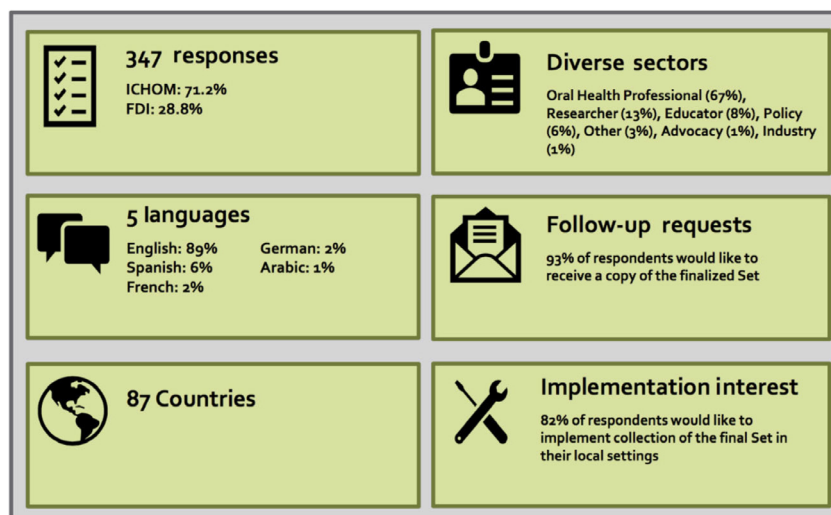 347 responses
ICHOM: 71.2%
FDI: 28.8%
Diverse sectors
Oral Health Professional (67%),
Researcher (13%), Educator (8%), Policy
(6%), Other (3%), Advocacy (1%), Industry
(1%)
5 languages
English: 89%
Spanish: 6%
French: 2%
German: 2%
Arabic: 1%
Follow-up requests
93% of respondents would like to
receive a copy of the finalized Set
87 Countries
Implementation interest
82% of respondents would like to
implement collection of the final Set in
their local settings